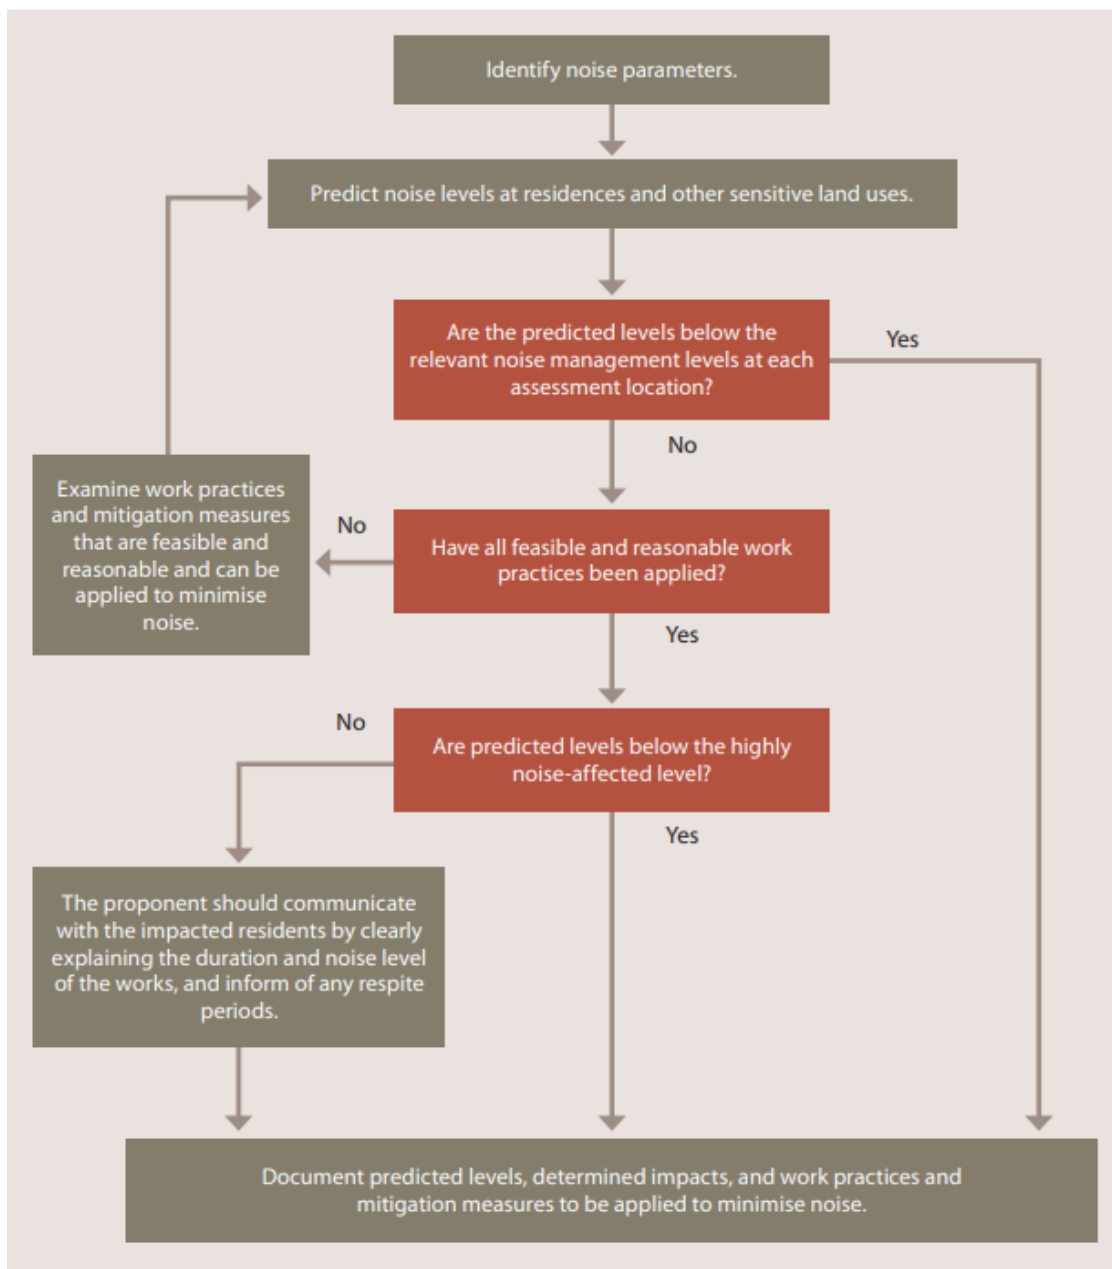 Identify noise parameters.
Predict noise levels at residences and other sensitive land uses.
Are the predicted levels below the
relevant noise management levels at each
assessment location?
Yes
No
Examine work practices
and mitigation measures
that are feasible and
reasonable and can be
applied to minimise
noise.
No
Have all feasible and reasonable work
practices been applied?
Yes
No
Are predicted levels below the highly
noise-affected level?
Yes
The proponent should communicate
with the impacted residents by clearly
explaining the duration and noise level
of the works, and inform of any respite
periods.
Document predicted levels, determined impacts, and work practices and
mitigation measures to be applied to minimise noise.